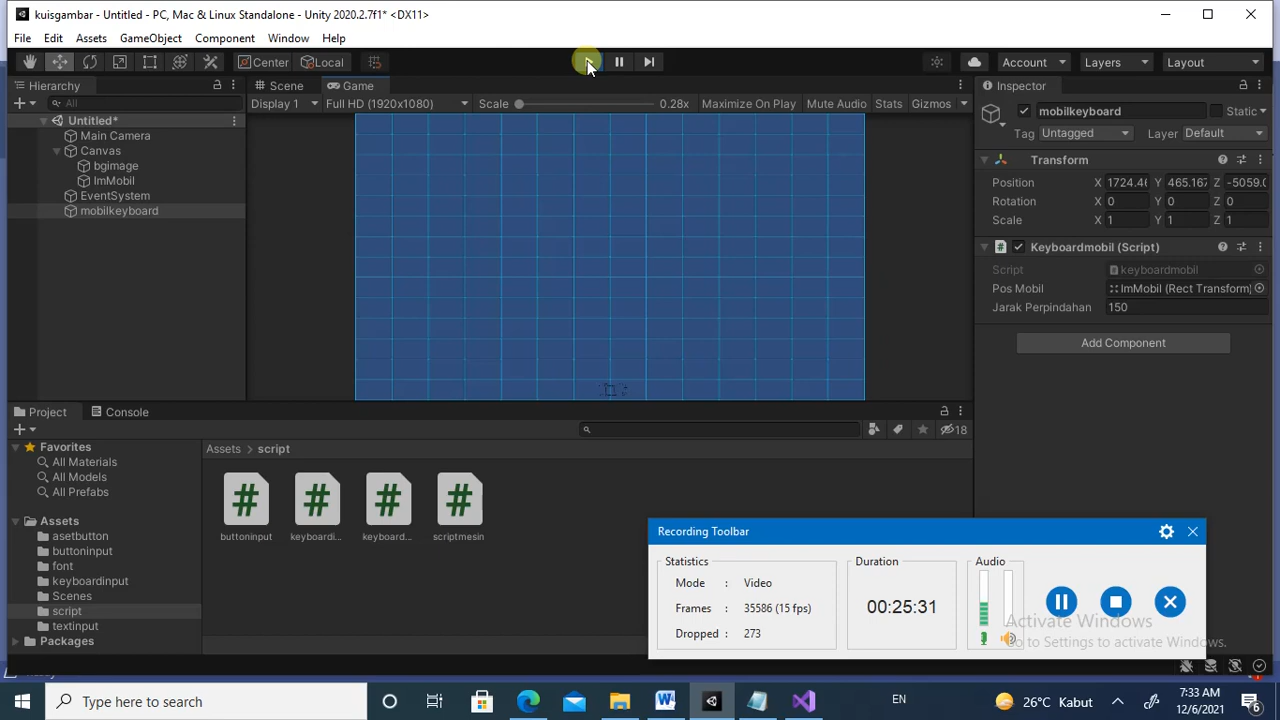 kuisgambar - Untitled - PC, Mac & Linux Standalone - Unity 2020.2.7f1* <DX11>
File Edit Assets GameObject Component Window Help
Center Local Account Layers Layout
Hierarchy Scene Game Inspector
All Display 1 Full HD (1920x1080) Scale 0.28x Maximize On Play Mute Audio Stats Gizmos mobilkeyboard Static
Untitled*
Main Camera Tag Untagged Layer Default
Canvas
bgimage
ImMobil
EventSystem
mobilkeyboard
Transform
Position X 1724.46 Y 465.167 Z -5059.0
Rotation X 0 Y 0 Z 0
Scale X 1 Y 1 Z 1
Keyboardmobil (Script)
Script keyboardmobil
Pos Mobil ImMobil (Rect Transform)
Jarak Perpindahan 150
Add Component
Project Console
18
Favorites
All Materials
All Models
All Prefabs
Assets
asetbutton
buttoninput
font
keyboardinput
Scenes
script
textinput
Packages
Assets > script
buttoninput keyboardi... keyboard... scriptmesin
Recording Toolbar
Statistics Duration Audio
Mode : Video
Frames : 35586 (15 fps) 00:25:31
Dropped : 273
Activate Windows
Go to Settings to activate Windows.
Type here to search EN 26°C Kabut 7:33 AM
12/6/2021 6